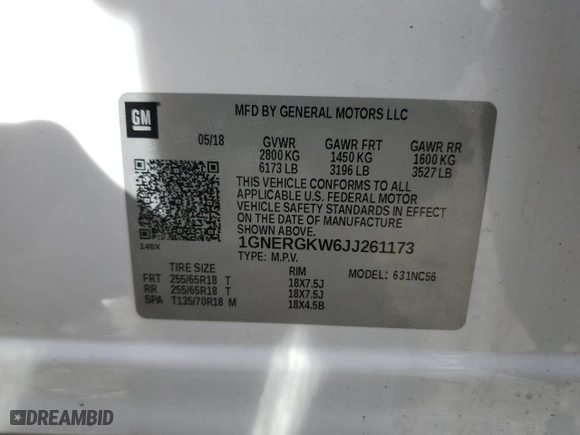 GM
MFD BY GENERAL MOTORS LLC
05/18 GVWR GAWR FRT GAWR RR
2800 KG 1450 KG 1600 KG
6173 LB 3196 LB 3527 LB
THIS VEHICLE CONFORMS TO ALL
APPLICABLE U.S. FEDERAL MOTOR
VEHICLE SAFETY STANDARDS IN EFFECT
ON THE DATE OF MANUFACTURE
SHOWN ABOVE.
1GNERGKW6JJ261173
148X
TYPE: M.P.V.
TIRE SIZE RIM MODEL: 631NC56
FRT 255/65R18 T 18X7.5J
RR 255/65R18 T 18X7.5J
SPA T135/70R18 M 18X4.5B
DREAMBID